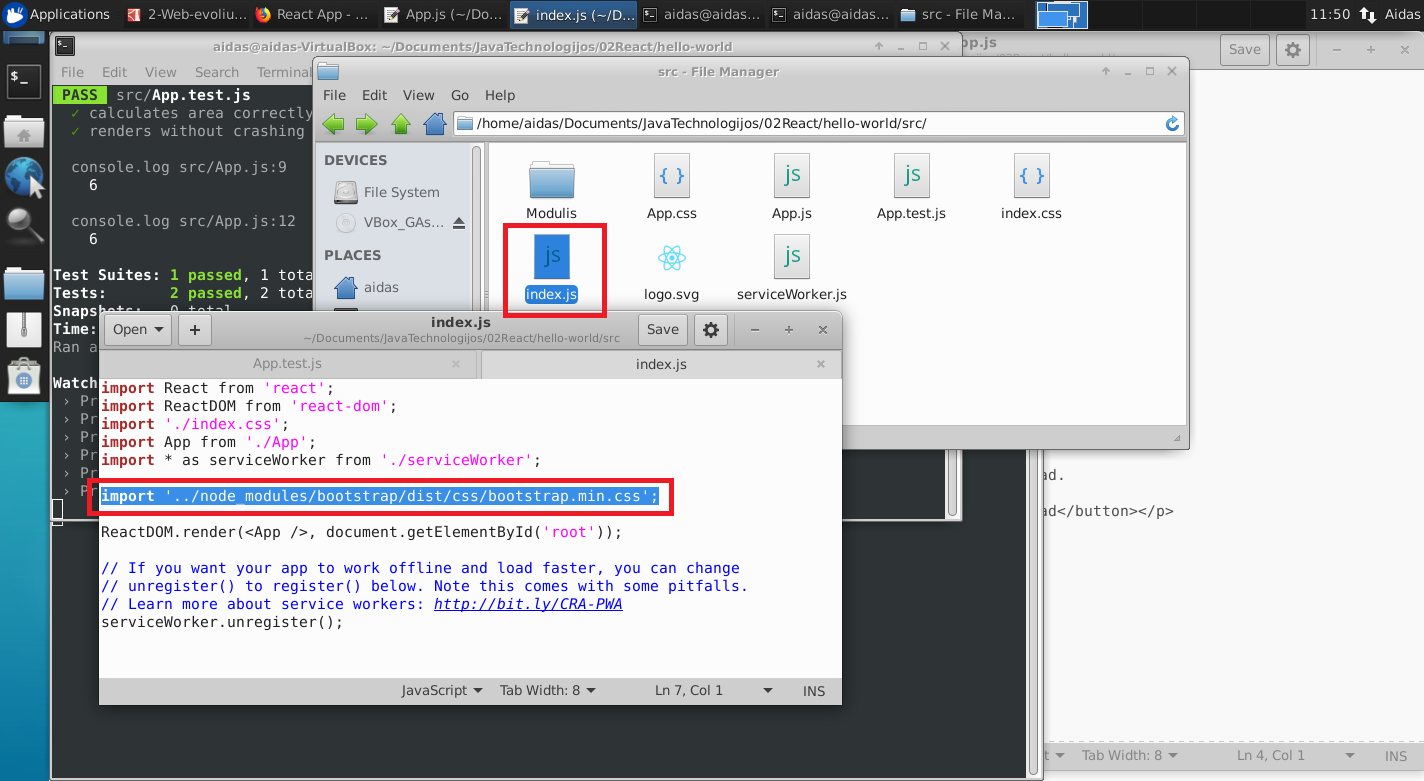 Applications
2-Web-evoliu...
React App - ...
App.js (~/Do...
index.js (~/D...
aidas@aidas...
aidas@aidas...
src - File Ma...
11:50
Aidas
aidas@aidas-VirtualBox: ~/Documents/JavaTechnologijos/02React/hello-world
File Edit View Search Terminal
PASS src/App.test.js
✓ calculates area correctly
✓ renders without crashing
console.log src/App.js:9
6
console.log src/App.js:12
6
Test Suites: 1 passed, 1 tota
Tests: 2 passed, 2 tota
Snapshots: 0 total
Time:
Ran a
Watch
› Pr
› Pr
› Pr
› Pr
› Pr
› Pr
pp.js
Save
src - File Manager
File Edit View Go Help
/home/aidas/Documents/JavaTechnologijos/02React/hello-world/src/
DEVICES
File System
VBox_GAs...
PLACES
aidas
Modulis
{ } App.css
js App.js
js App.test.js
{ } index.css
js index.js
logo.svg
js serviceWorker.js
Open
+
index.js
~/Documents/JavaTechnologijos/02React/hello-world/src
Save
App.test.js
index.js
import React from 'react';
import ReactDOM from 'react-dom';
import './index.css';
import App from './App';
import * as serviceWorker from './serviceWorker';
import '../node_modules/bootstrap/dist/css/bootstrap.min.css';
ReactDOM.render(<App />, document.getElementById('root'));
// If you want your app to work offline and load faster, you can change
// unregister() to register() below. Note this comes with some pitfalls.
// Learn more about service workers: http://bit.ly/CRA-PWA
serviceWorker.unregister();
JavaScript Tab Width: 8 Ln 7, Col 1 INS
ad.
ad</button></p>
t Tab Width: 8 Ln 4, Col 1 INS